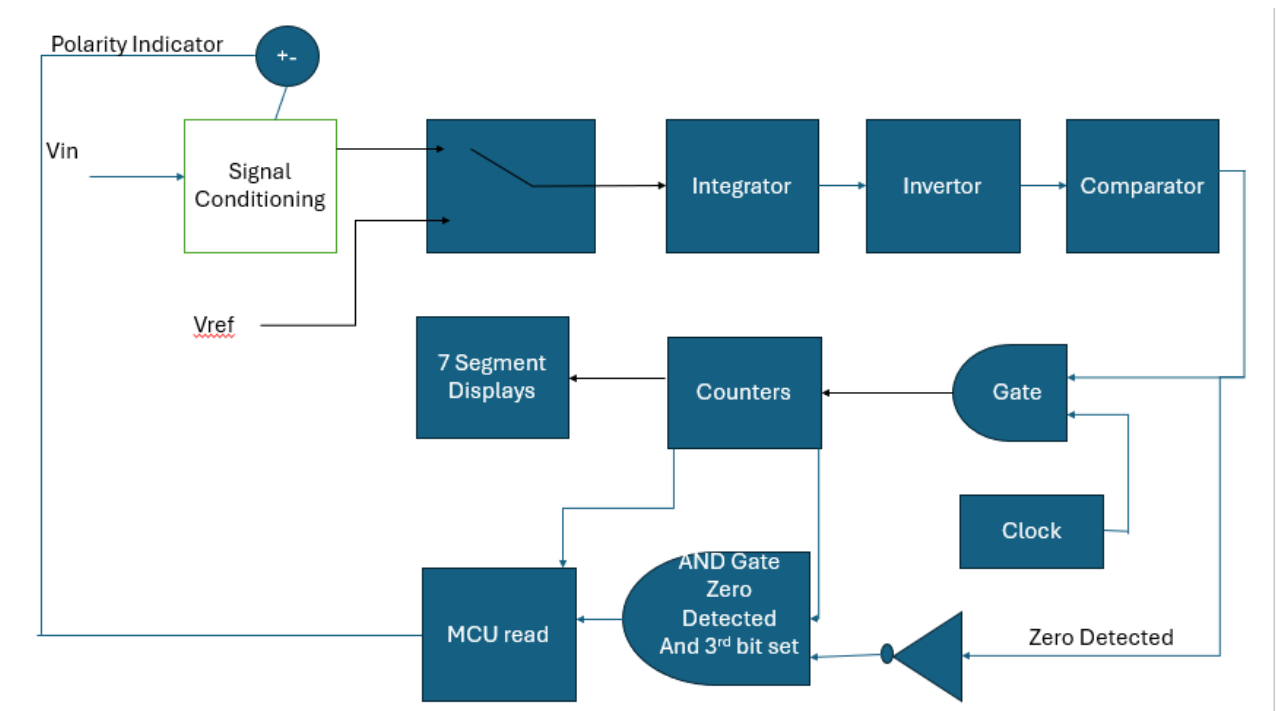 Polarity Indicator
+-
Vin
Signal
Conditioning
Integrator
Invertor
Comparator
Vref
7 Segment
Displays
Counters
Gate
Clock
AND Gate
Zero
Detected
And 3rd bit set
MCU read
Zero Detected